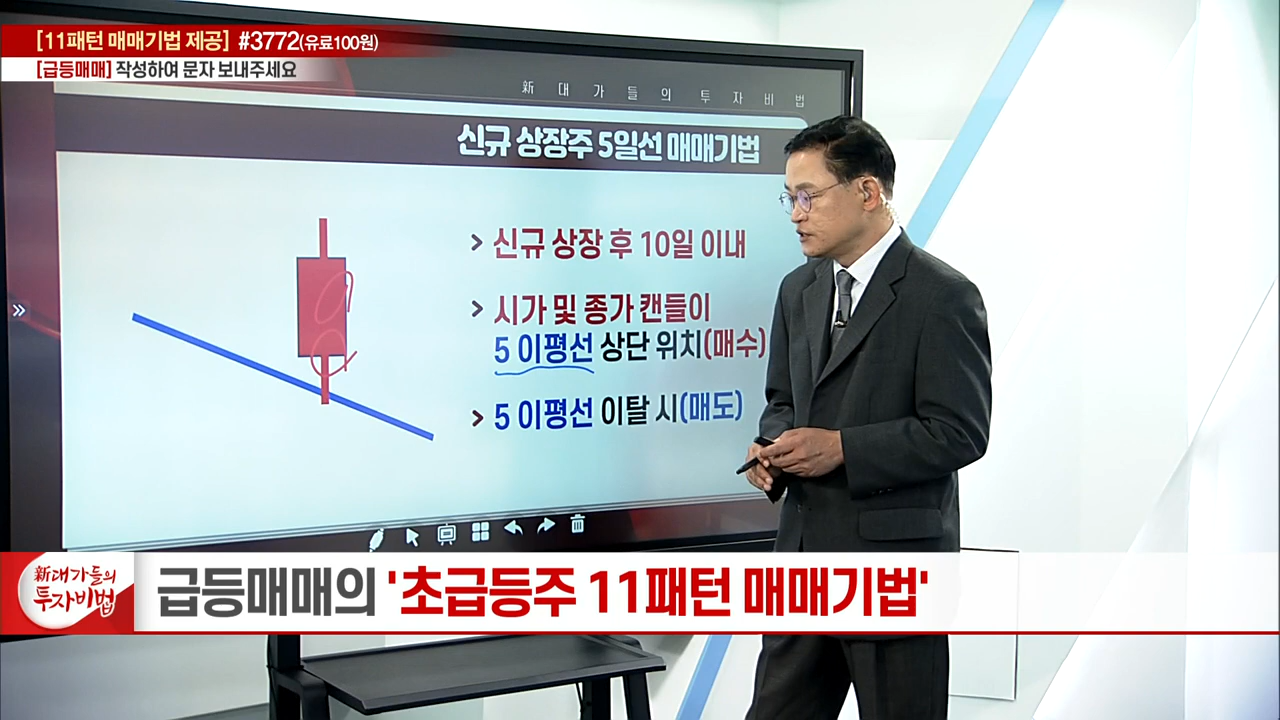 [11패턴 매매기법 제공] #3772(유료100원)
[급등매매] 작성하여 문자 보내주세요
新 대 가 들 의 투 자 비 법
신규 상장주 5일선 매매기법
신규 상장 후 10일 이내
시가 및 종가 캔들이
5 이평선 상단 위치(매수)
5 이평선 이탈 시(매도)
新대가들의
투자비법
급등매매의 '초급등주 11패턴 매매기법'